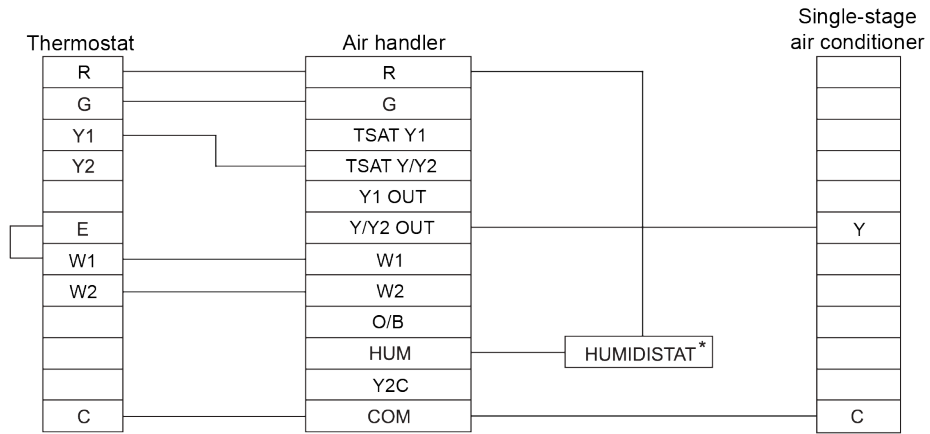 Single-stage
air conditioner
Thermostat
Air handler
R
R
G
G
Y1
TSAT Y1
Y2
TSAT Y/Y2
Y1 OUT
E
Y/Y2 OUT
Y
W1
W1
W2
W2
O/B
HUM
HUMIDISTAT*
Y2C
C
COM
C